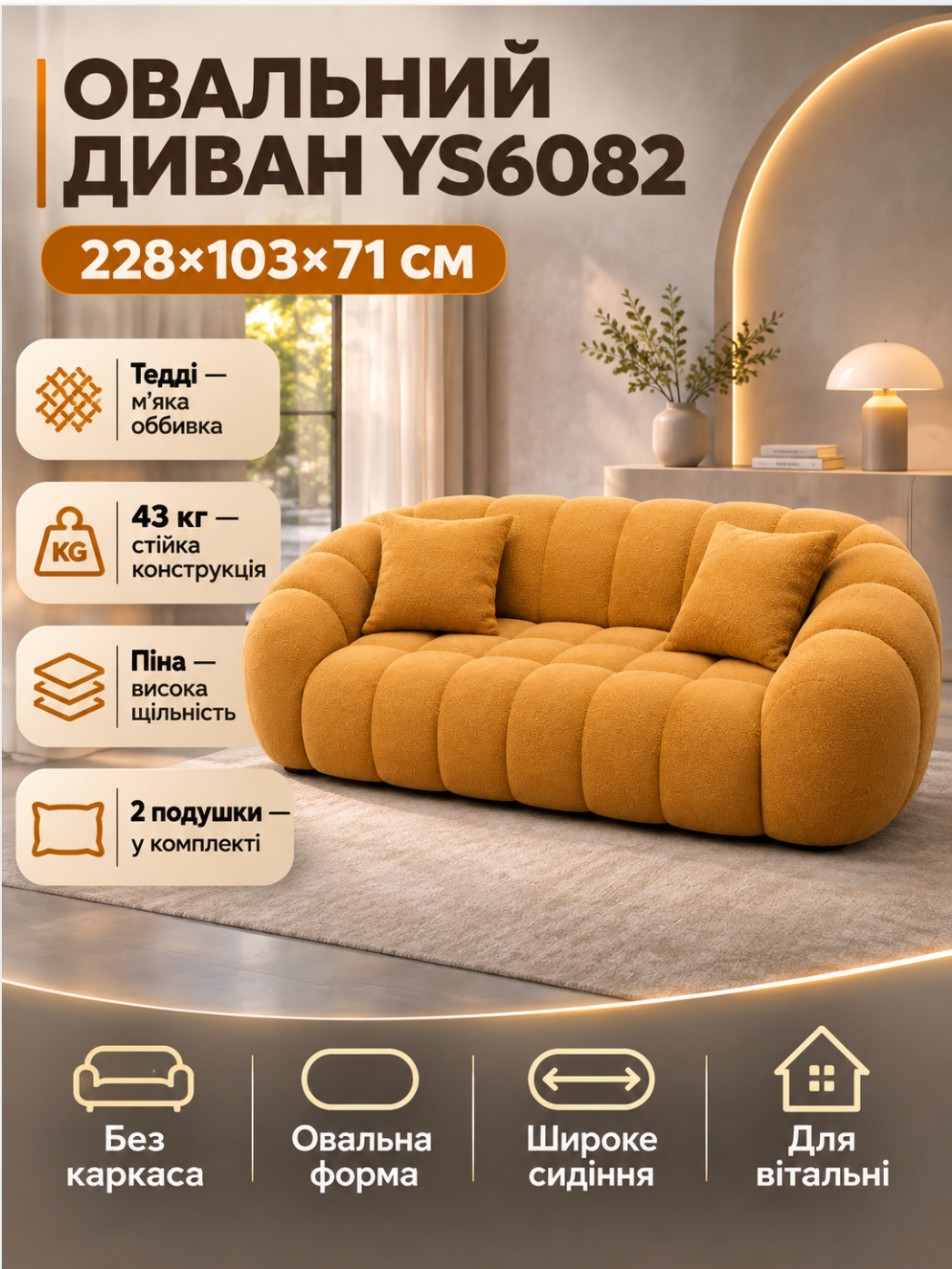 ОВАЛЬНИЙ
ДИВАН YS6082
228×103×71 СМ
Тедді —
м’яка
оббивка
KG
43 кг —
стійка
конструкція
Піна —
висока
щільність
2 подушки —
у комплекті
Без
каркаса
Овальна
форма
Широке
сидіння
Для
вітальні